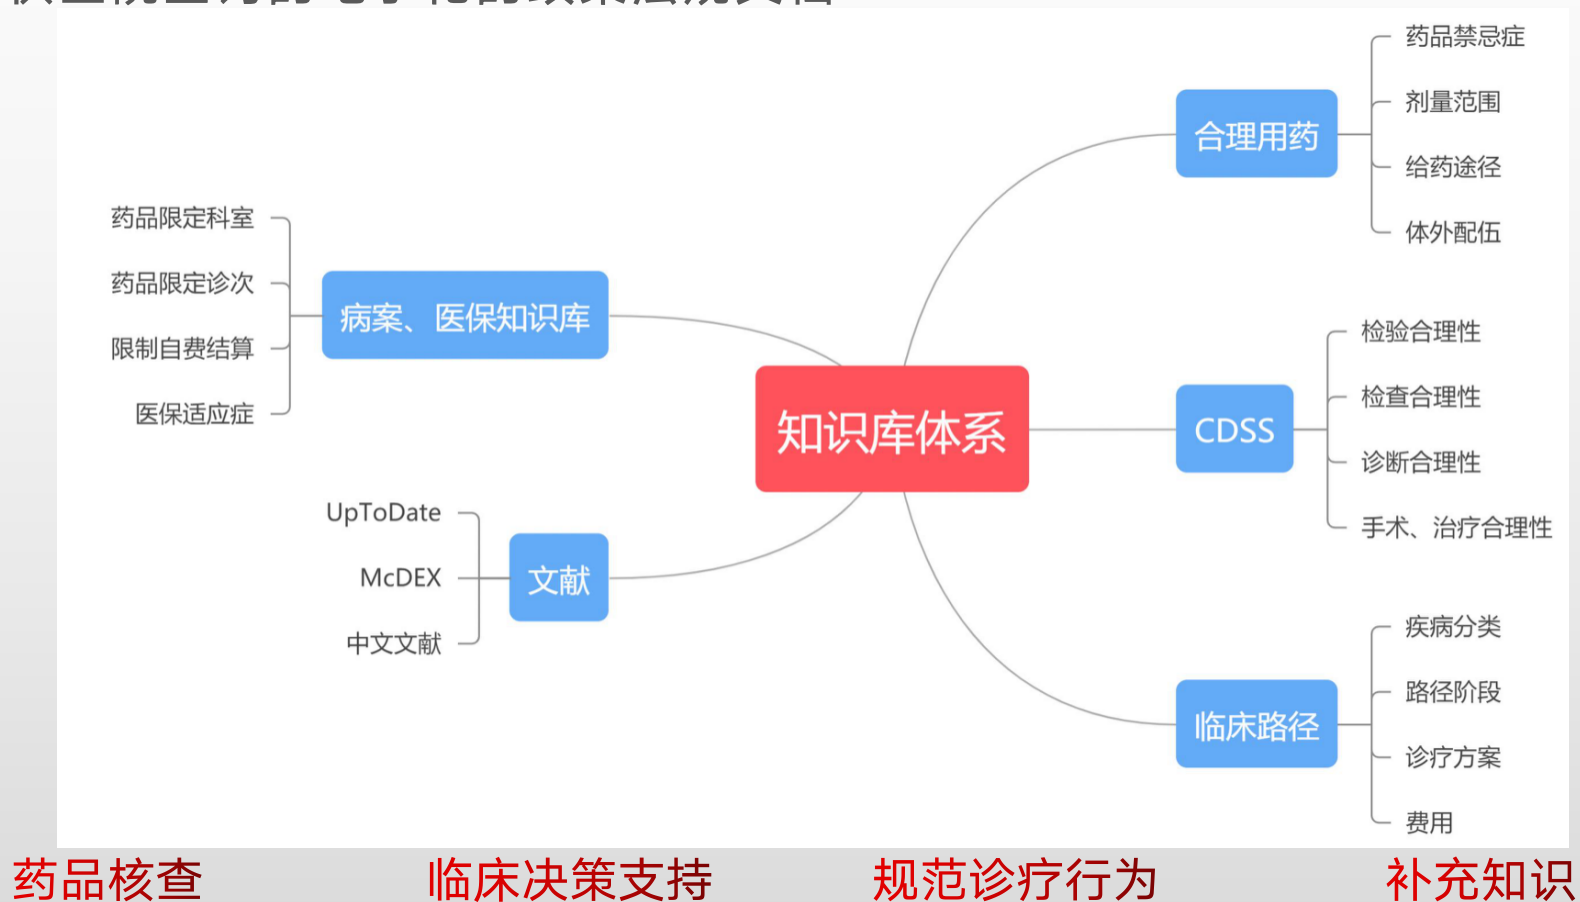 药品禁忌症
剂量范围
合理用药
给药途径
体外配伍
药品限定科室
药品限定诊次
病案、医保知识库
限制自费结算
医保适应症
知识库体系
检验合理性
检查合理性
CDSS
诊断合理性
手术、治疗合理性
UpToDate
McDEX
文献
中文文献
疾病分类
路径阶段
临床路径
诊疗方案
费用
药品核查 临床决策支持 规范诊疗行为 补充知识